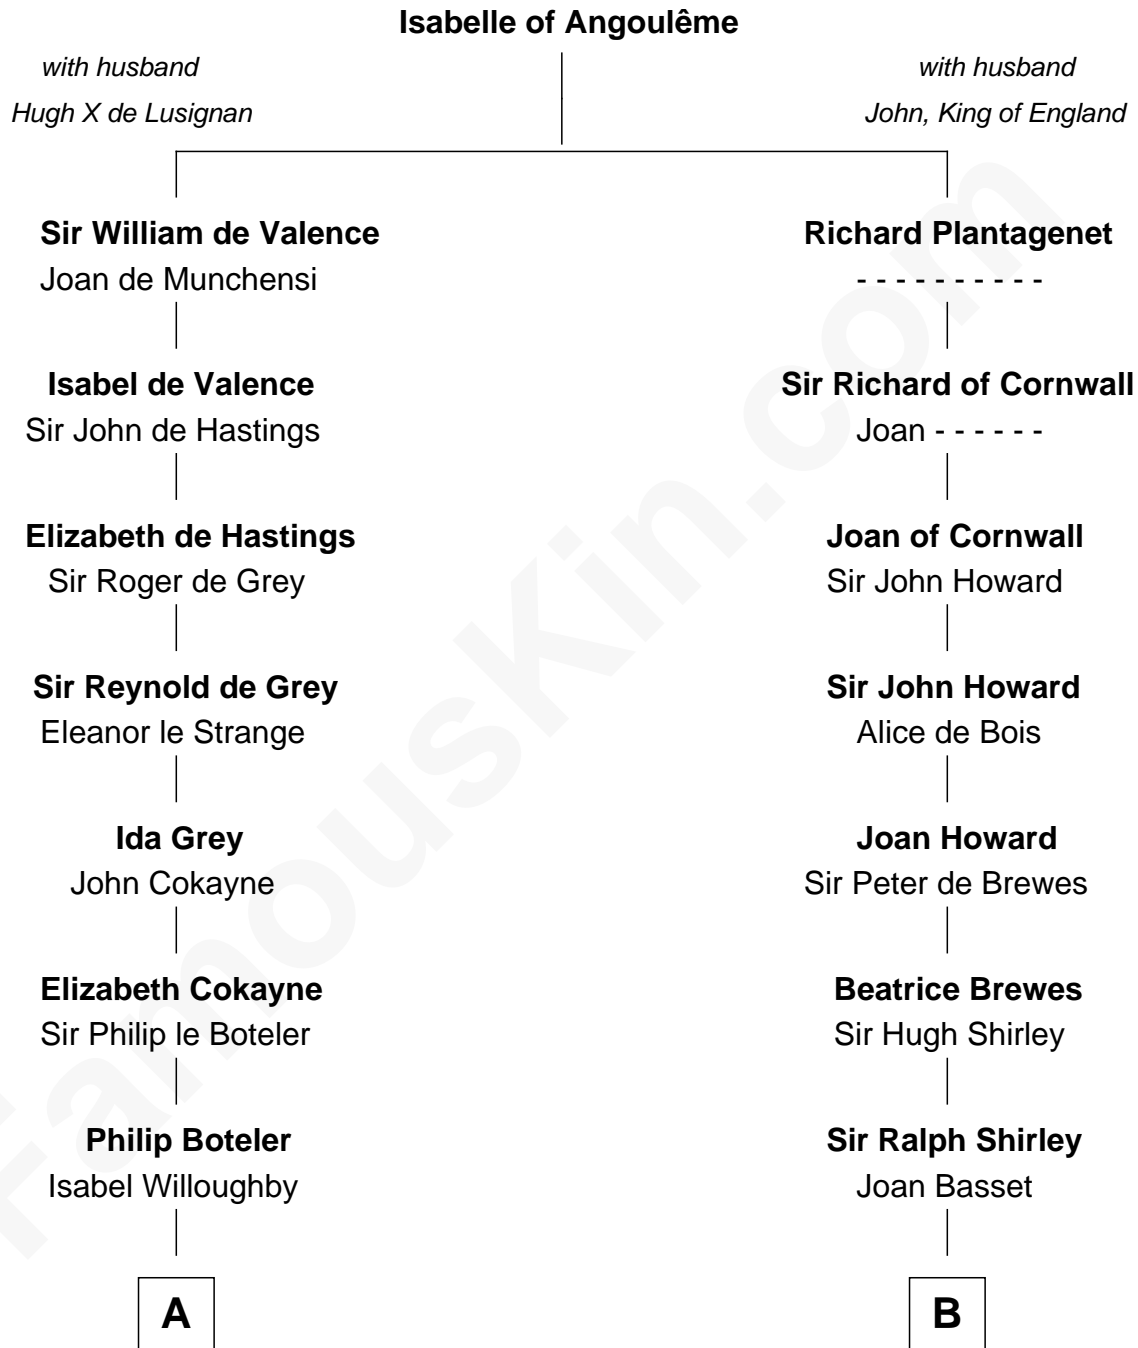 Isabelle of Angoulême
with husband
Hugh X de Lusignan
with husband
John, King of England
Sir William de Valence
Joan de Munchensi
Richard Plantagenet
- - - - - - - - - -
Isabel de Valence
Sir John de Hastings
Sir Richard of Cornwall
Joan - - - - - -
Elizabeth de Hastings
Sir Roger de Grey
Joan of Cornwall
Sir John Howard
Sir Reynold de Grey
Eleanor le Strange
Sir John Howard
Alice de Bois
Ida Grey
John Cokayne
Joan Howard
Sir Peter de Brewes
Elizabeth Cokayne
Sir Philip le Boteler
Beatrice Brewes
Sir Hugh Shirley
Philip Boteler
Isabel Willoughby
Sir Ralph Shirley
Joan Basset
A
B
FamousKin.com